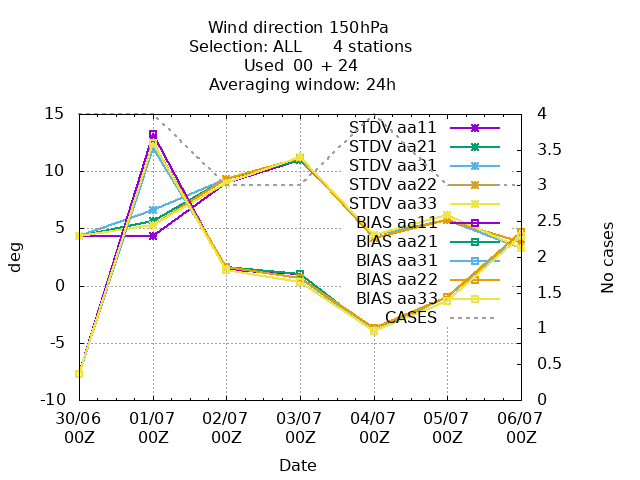 Wind direction 150hPa
Selection: ALL 4 stations
Used 00 + 24
Averaging window: 24h
15
10
5
0
-5
-10
deg
4
3.5
3
2.5
2
1.5
1
0.5
0
No cases
STDV aa11
STDV aa21
STDV aa31
STDV aa22
STDV aa33
BIAS aa11
BIAS aa21
BIAS aa31
BIAS aa22
BIAS aa33
CASES
30/06 01/07 02/07 03/07 04/07 05/07 06/07
00Z 00Z 00Z 00Z 00Z 00Z 00Z
Date